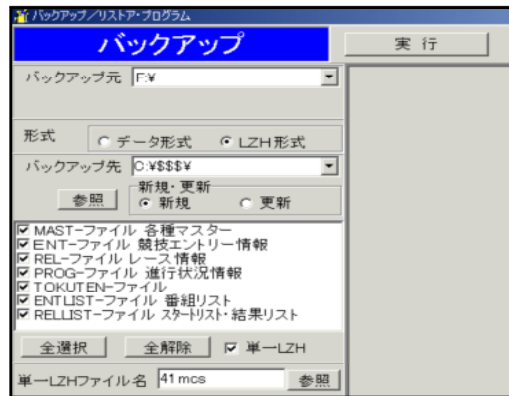 バックアップ/リストア・プログラム
バックアップ
実 行
バックアップ元 F:¥
形式
データ形式 LZH形式
バックアップ先 C:¥$$$¥
参照
新規・更新
新規 更新
MAST-ファイル 各種マスター
ENT-ファイル 競技エントリー情報
REL-ファイル レース情報
PROG-ファイル 進行状況情報
TOKUTEN-ファイル
ENTLIST-ファイル 番組リスト
RELLIST-ファイル スタートリスト・結果リスト
全選択 全解除 単一LZH
単一LZHファイル名 41mcs 参照